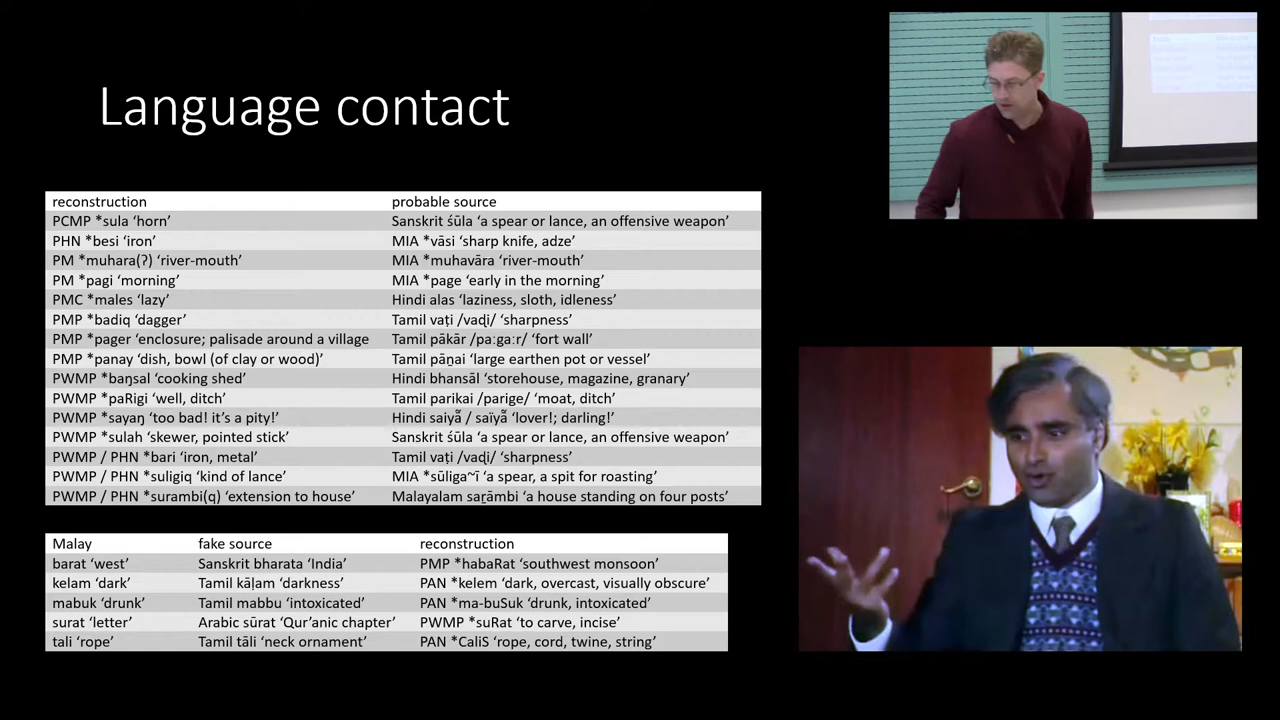 Language contact
reconstruction probable source
PCMP *sula ‘horn’ Sanskrit śūla ‘a spear or lance, an offensive weapon’
PHN *besi ‘iron’ MIA *vāsi ‘sharp knife, adze’
PM *muhara(ʔ) ‘river-mouth’ MIA *muhavāra ‘river-mouth’
PM *pagi ‘morning’ MIA *page ‘early in the morning’
PMC *males ‘lazy’ Hindi alas ‘laziness, sloth, idleness’
PMP *badiq ‘dagger’ Tamil vaṭi /vaḍi/ ‘sharpness’
PMP *pager ‘enclosure; palisade around a village Tamil pākār /paːgaːr/ ‘fort wall’
PMP *panay ‘dish, bowl (of clay or wood)’ Tamil pāṉai ‘large earthen pot or vessel’
PWMP *baŋsal ‘cooking shed’ Hindi bhansāl ‘storehouse, magazine, granary’
PWMP *paRigi ‘well, ditch’ Tamil parikai /parige/ ‘moat, ditch’
PWMP *sayaŋ ‘too bad! it’s a pity!’ Hindi saiyā̃ / saïyā̃ ‘lover!; darling!’
PWMP *sulah ‘skewer, pointed stick’ Sanskrit śūla ‘a spear or lance, an offensive weapon’
PWMP / PHN *bari ‘iron, metal’ Tamil vaṭi /vaḍi/ ‘sharpness’
PWMP / PHN *suligiq ‘kind of lance’ MIA *sūliga~ī ‘a spear, a spit for roasting’
PWMP / PHN *surambi(q) ‘extension to house’ Malayalam saṟāmbi ‘a house standing on four posts’
Malay fake source reconstruction
barat ‘west’ Sanskrit bharata ‘India’ PMP *habaRat ‘southwest monsoon’
kelam ‘dark’ Tamil kāḷam ‘darkness’ PAN *kelem ‘dark, overcast, visually obscure’
mabuk ‘drunk’ Tamil mabbu ‘intoxicated’ PAN *ma-buSuk ‘drunk, intoxicated’
surat ‘letter’ Arabic sūrat ‘Qur’anic chapter’ PWMP *suRat ‘to carve, incise’
tali ‘rope’ Tamil tāli ‘neck ornament’ PAN *CaliS ‘rope, cord, twine, string’